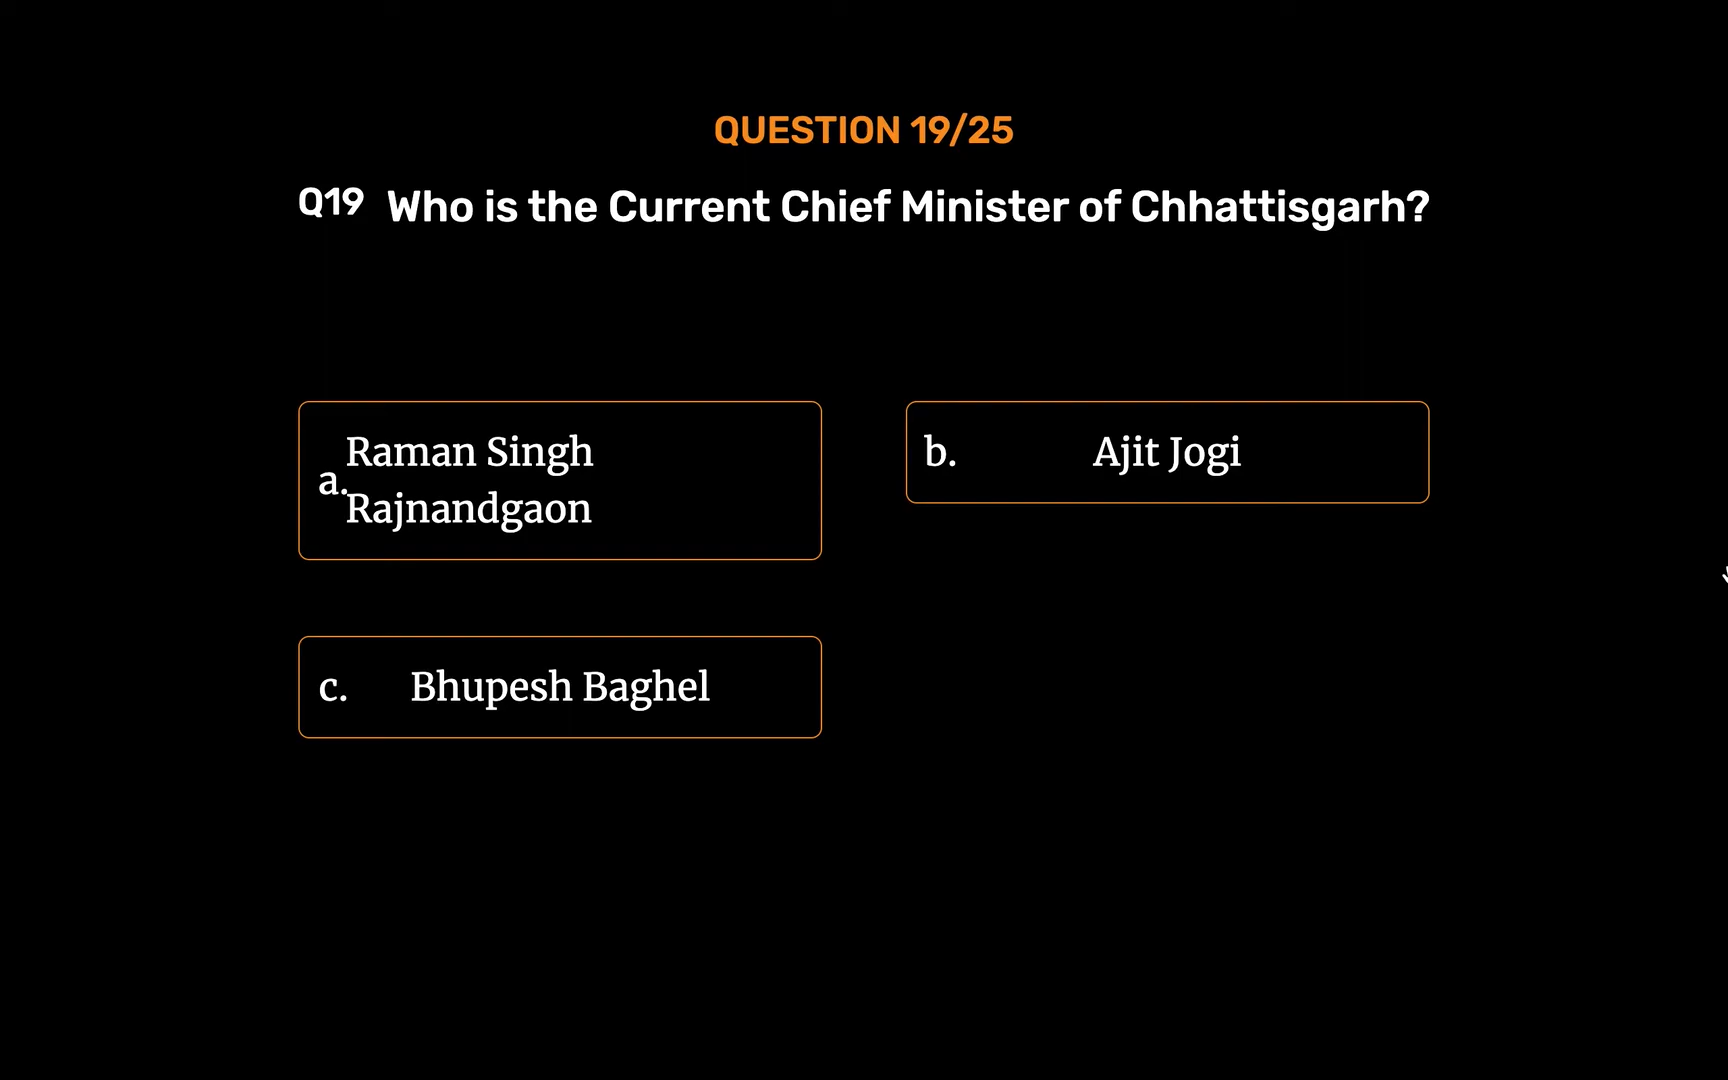 QUESTION 19/25
Q19 Who is the Current Chief Minister of Chhattisgarh?
a. Raman Singh
Rajnandgaon
b. Ajit Jogi
c. Bhupesh Baghel